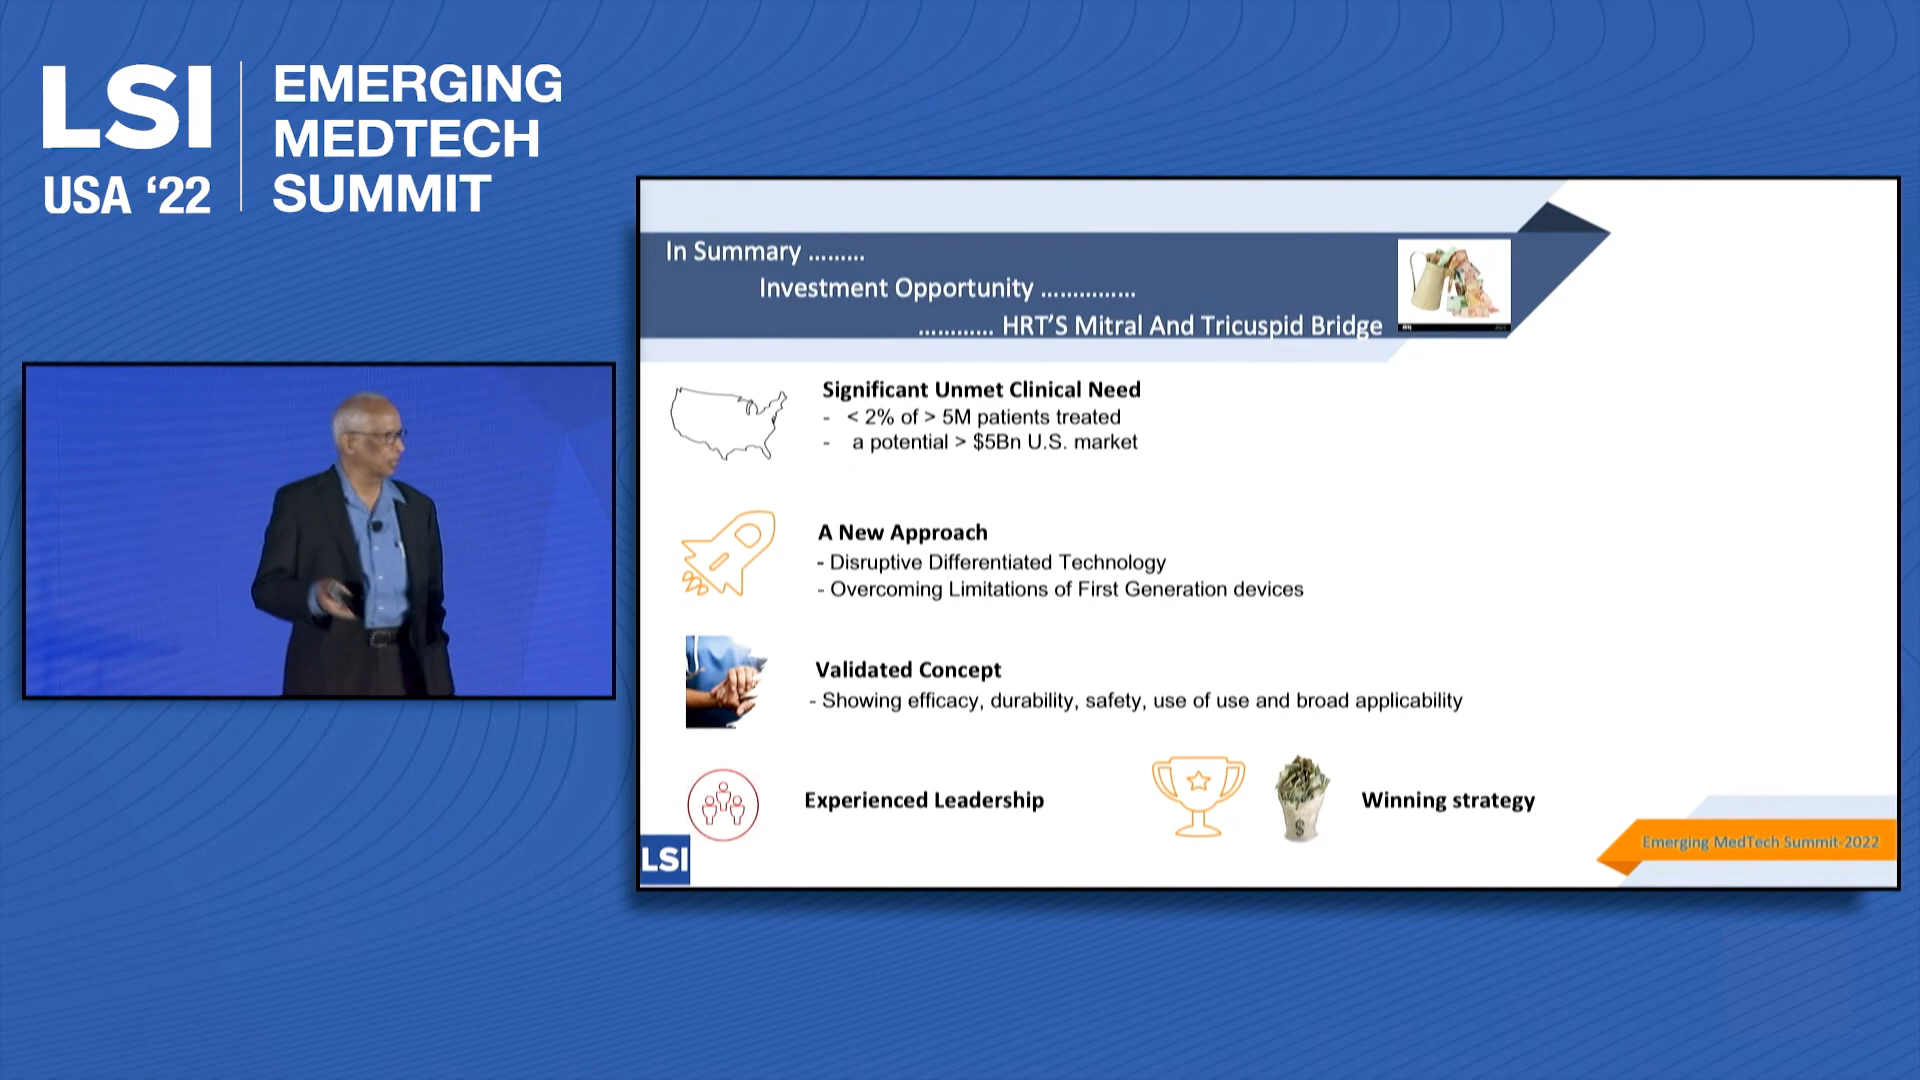 LSI
USA ‘22
EMERGING
MEDTECH
SUMMIT
In Summary .........
Investment Opportunity ...............
............ HRT’S Mitral And Tricuspid Bridge
Significant Unmet Clinical Need
- < 2% of > 5M patients treated
- a potential > $5Bn U.S. market
A New Approach
- Disruptive Differentiated Technology
- Overcoming Limitations of First Generation devices
Validated Concept
- Showing efficacy, durability, safety, use of use and broad applicability
Experienced Leadership
$
Winning strategy
LSI
Emerging MedTech Summit-2022